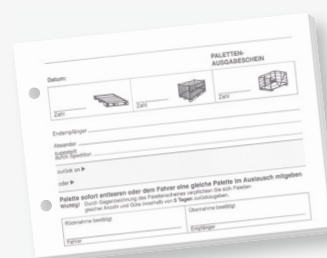 PALETTEN-
AUSGABESCHEIN
Datum:
Zahl
Zahl
Zahl
Endempfänger
Absender
zugestellt
durch Spedition
zurück an ▶
oder ▶
Palette sofort entleeren oder dem Fahrer eine gleiche Palette im Austausch mitgeben
Wichtig! Durch Gegenzeichnung des Palettenscheines verpflichten Sie sich Paletten
gleicher Anzahl und Güte innerhalb von 5 Tagen zurückzugeben.
Rücknahme bestätigt:
Übernahme bestätigt:
Fahrer
Empfänger